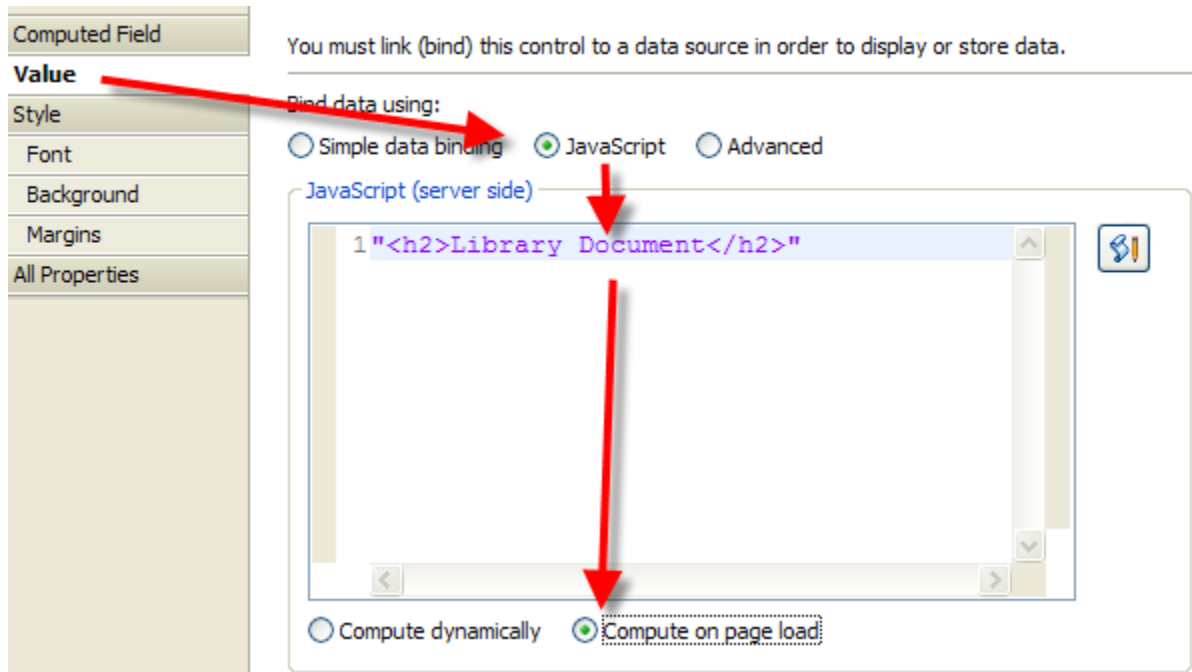 Computed Field
Value
Style
Font
Background
Margins
All Properties
You must link (bind) this control to a data source in order to display or store data.
Bind data using:
Simple data binding JavaScript Advanced
JavaScript (server side)
1 "<h2>Library Document</h2>"
Compute dynamically Compute on page load